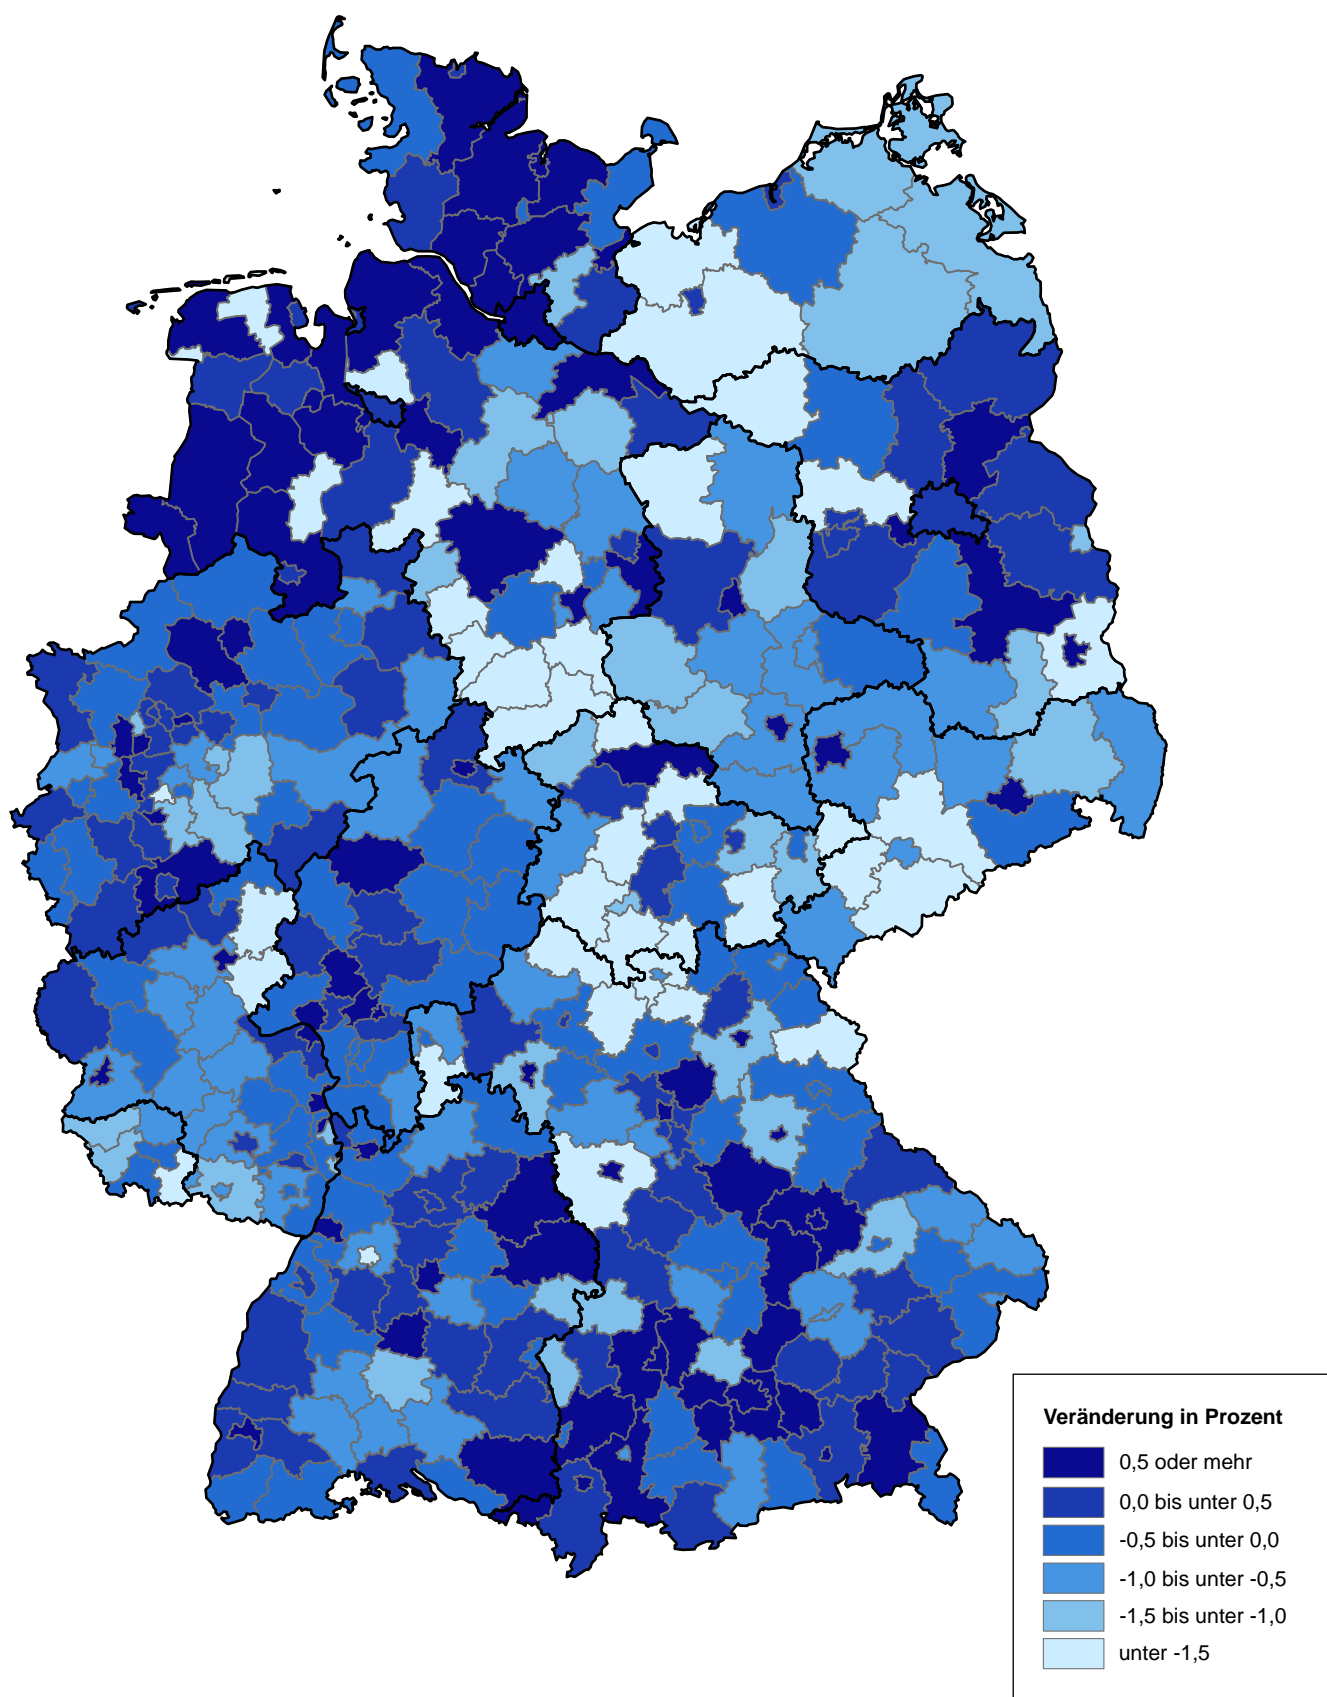 Veränderung in Prozent
0,5 oder mehr
0,0 bis unter 0,5
-0,5 bis unter 0,0
-1,0 bis unter -0,5
-1,5 bis unter -1,0
unter -1,5